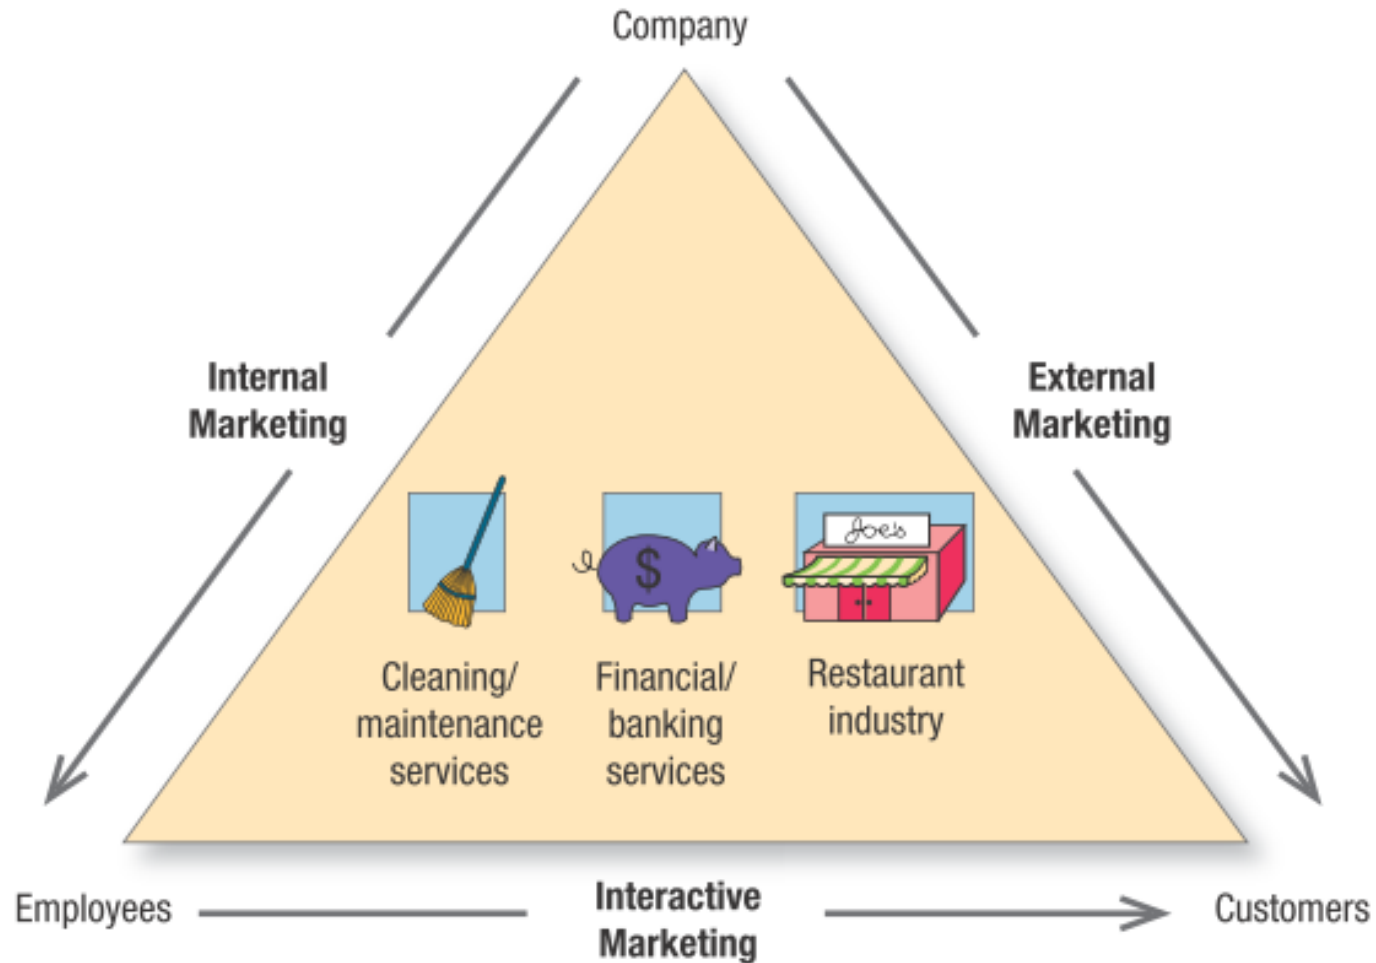 Company
Internal
Marketing
External
Marketing
Joe's
$
Cleaning/
maintenance
services
Financial/
banking
services
Restaurant
industry
Employees
Interactive
Marketing
Customers